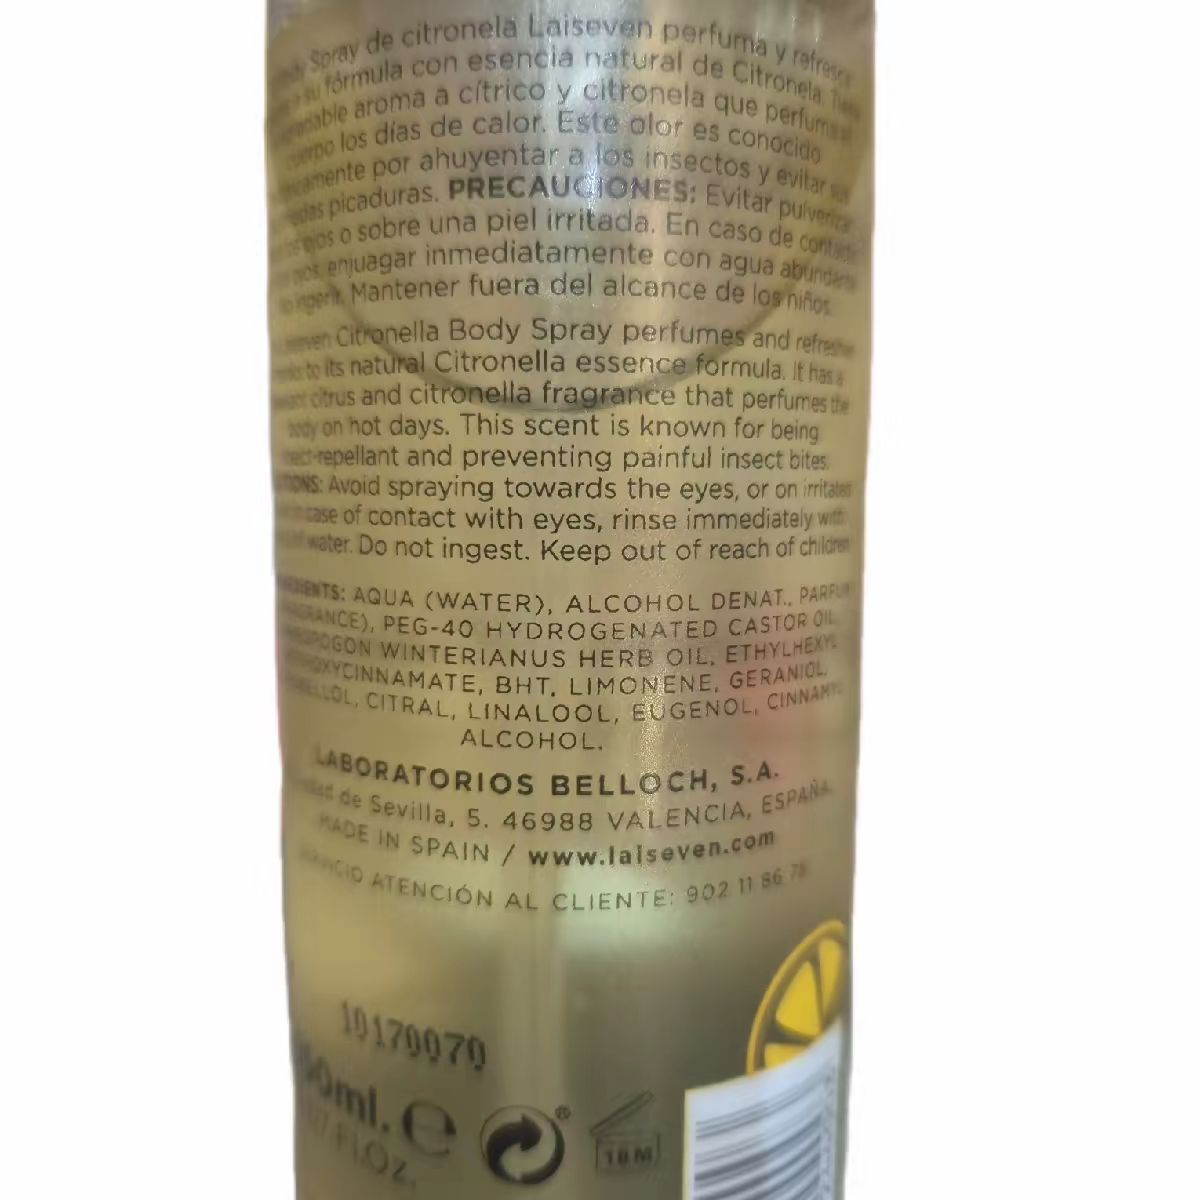 Spray de citronela Laiseven perfuma y refresca
su fórmula con esencia natural de Citronela.
aroma a cítrico y citronela que perfuma
los días de calor. Este olor es conocido
por ahuyentar a los insectos y evitar sus
picaduras. PRECAUCIONES: Evitar pulverizar
ojos o sobre una piel irritada. En caso de contacto
enjuagar inmediatamente con agua abundante
Mantener fuera del alcance de los niños
Citronella Body Spray perfumes and
to its natural Citronella essence formula. It has a
citrus and citronella fragrance that perfumes the
body on hot days. This scent is known for being
-repellant and preventing painful insect bites.
Avoid spraying towards the eyes, or on irritated
case of contact with eyes, rinse immediately with
water. Do not ingest. Keep out of reach of children
AQUA (WATER), ALCOHOL DENAT., PARFUM
PEG-40 HYDROGENATED CASTOR OIL,
WINTERIANUS HERB OIL, ETHYLHEXYL
BHT, LIMONENE, GERANIOL,
CITRAL, LINALOOL, EUGENOL, CINNAMYL
ALCOHOL.
LABORATORIOS BELLOCH, S.A.
de Sevilla, 5. 46988 VALENCIA, ESPAÑA
MADE IN SPAIN / www.laiseven.com
SERVICIO ATENCIÓN AL CLIENTE: 902 11 86 75
10170070
ml. e
Fl.Oz.
18 M